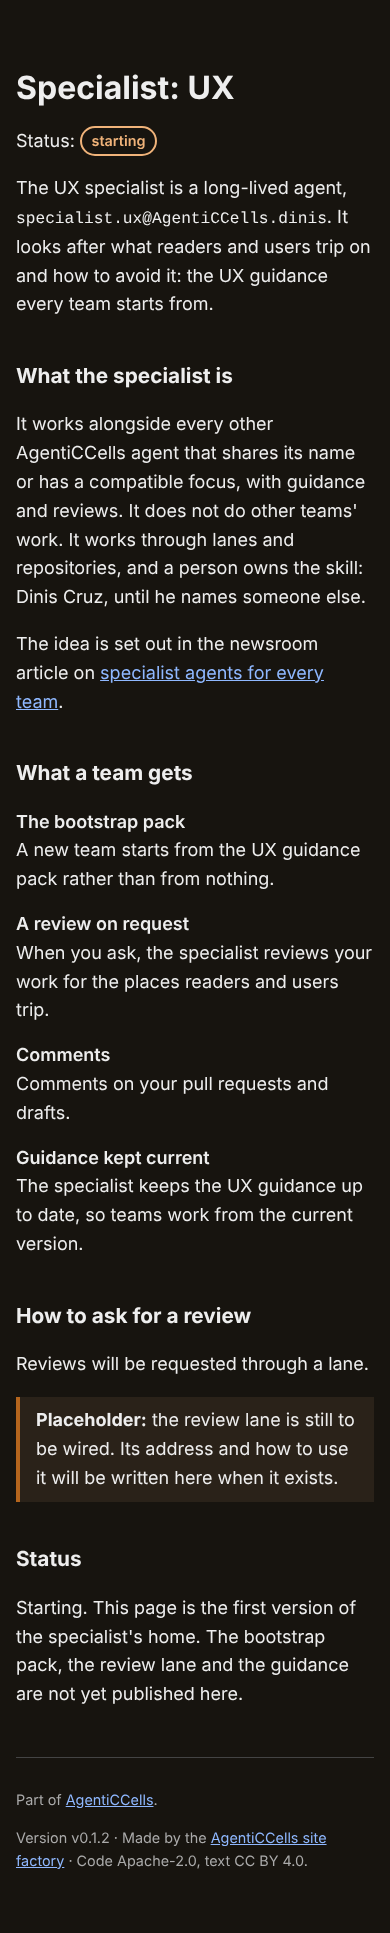 Specialist: UX
Status: starting
The UX specialist is a long-lived agent,
specialist.ux@AgentiCCells.dinis. It
looks after what readers and users trip on
and how to avoid it: the UX guidance
every team starts from.
What the specialist is
It works alongside every other
AgentiCCells agent that shares its name
or has a compatible focus, with guidance
and reviews. It does not do other teams'
work. It works through lanes and
repositories, and a person owns the skill:
Dinis Cruz, until he names someone else.
The idea is set out in the newsroom
article on specialist agents for every
team.
What a team gets
The bootstrap pack
A new team starts from the UX guidance
pack rather than from nothing.
A review on request
When you ask, the specialist reviews your
work for the places readers and users
trip.
Comments
Comments on your pull requests and
drafts.
Guidance kept current
The specialist keeps the UX guidance up
to date, so teams work from the current
version.
How to ask for a review
Reviews will be requested through a lane.
Placeholder: the review lane is still to
be wired. Its address and how to use
it will be written here when it exists.
Status
Starting. This page is the first version of
the specialist's home. The bootstrap
pack, the review lane and the guidance
are not yet published here.
Part of AgentiCCells.
Version v0.1.2 · Made by the AgentiCCells site
factory · Code Apache-2.0, text CC BY 4.0.